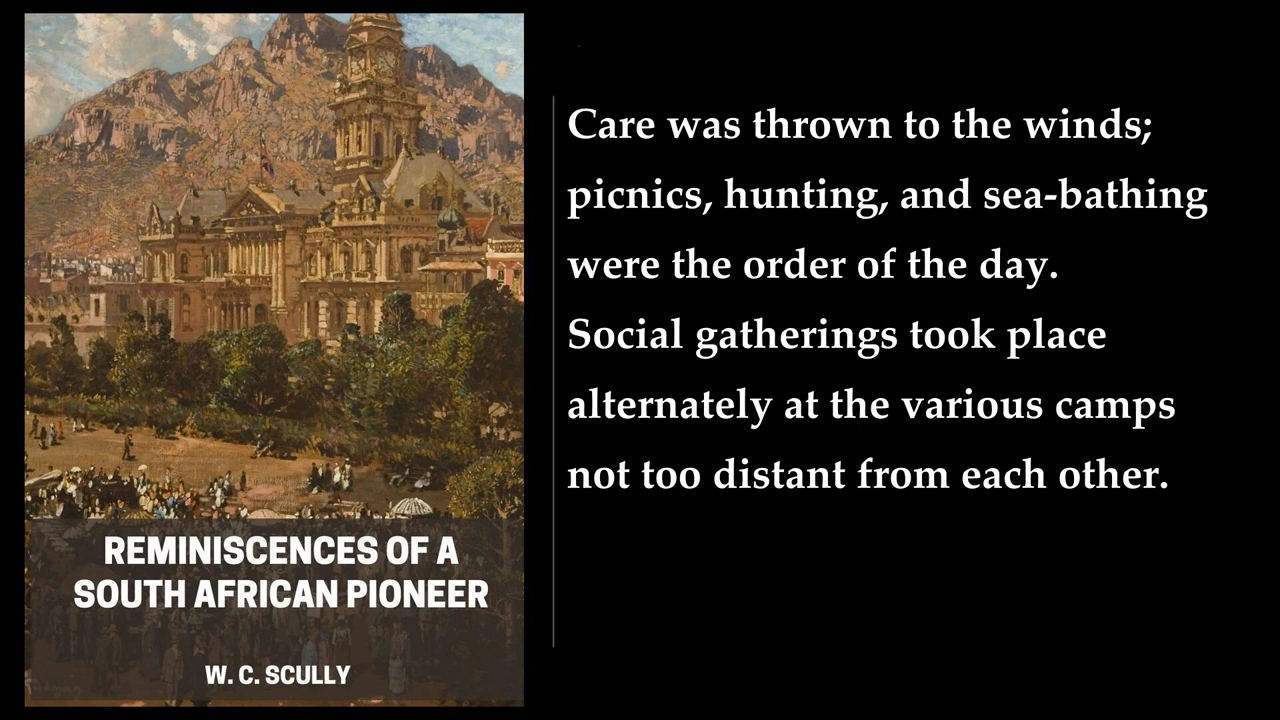 Care was thrown to the winds;
picnics, hunting, and sea-bathing
were the order of the day.
Social gatherings took place
alternately at the various camps
not too distant from each other.
REMINISCENCES OF A
SOUTH AFRICAN PIONEER
W. C. SCULLY